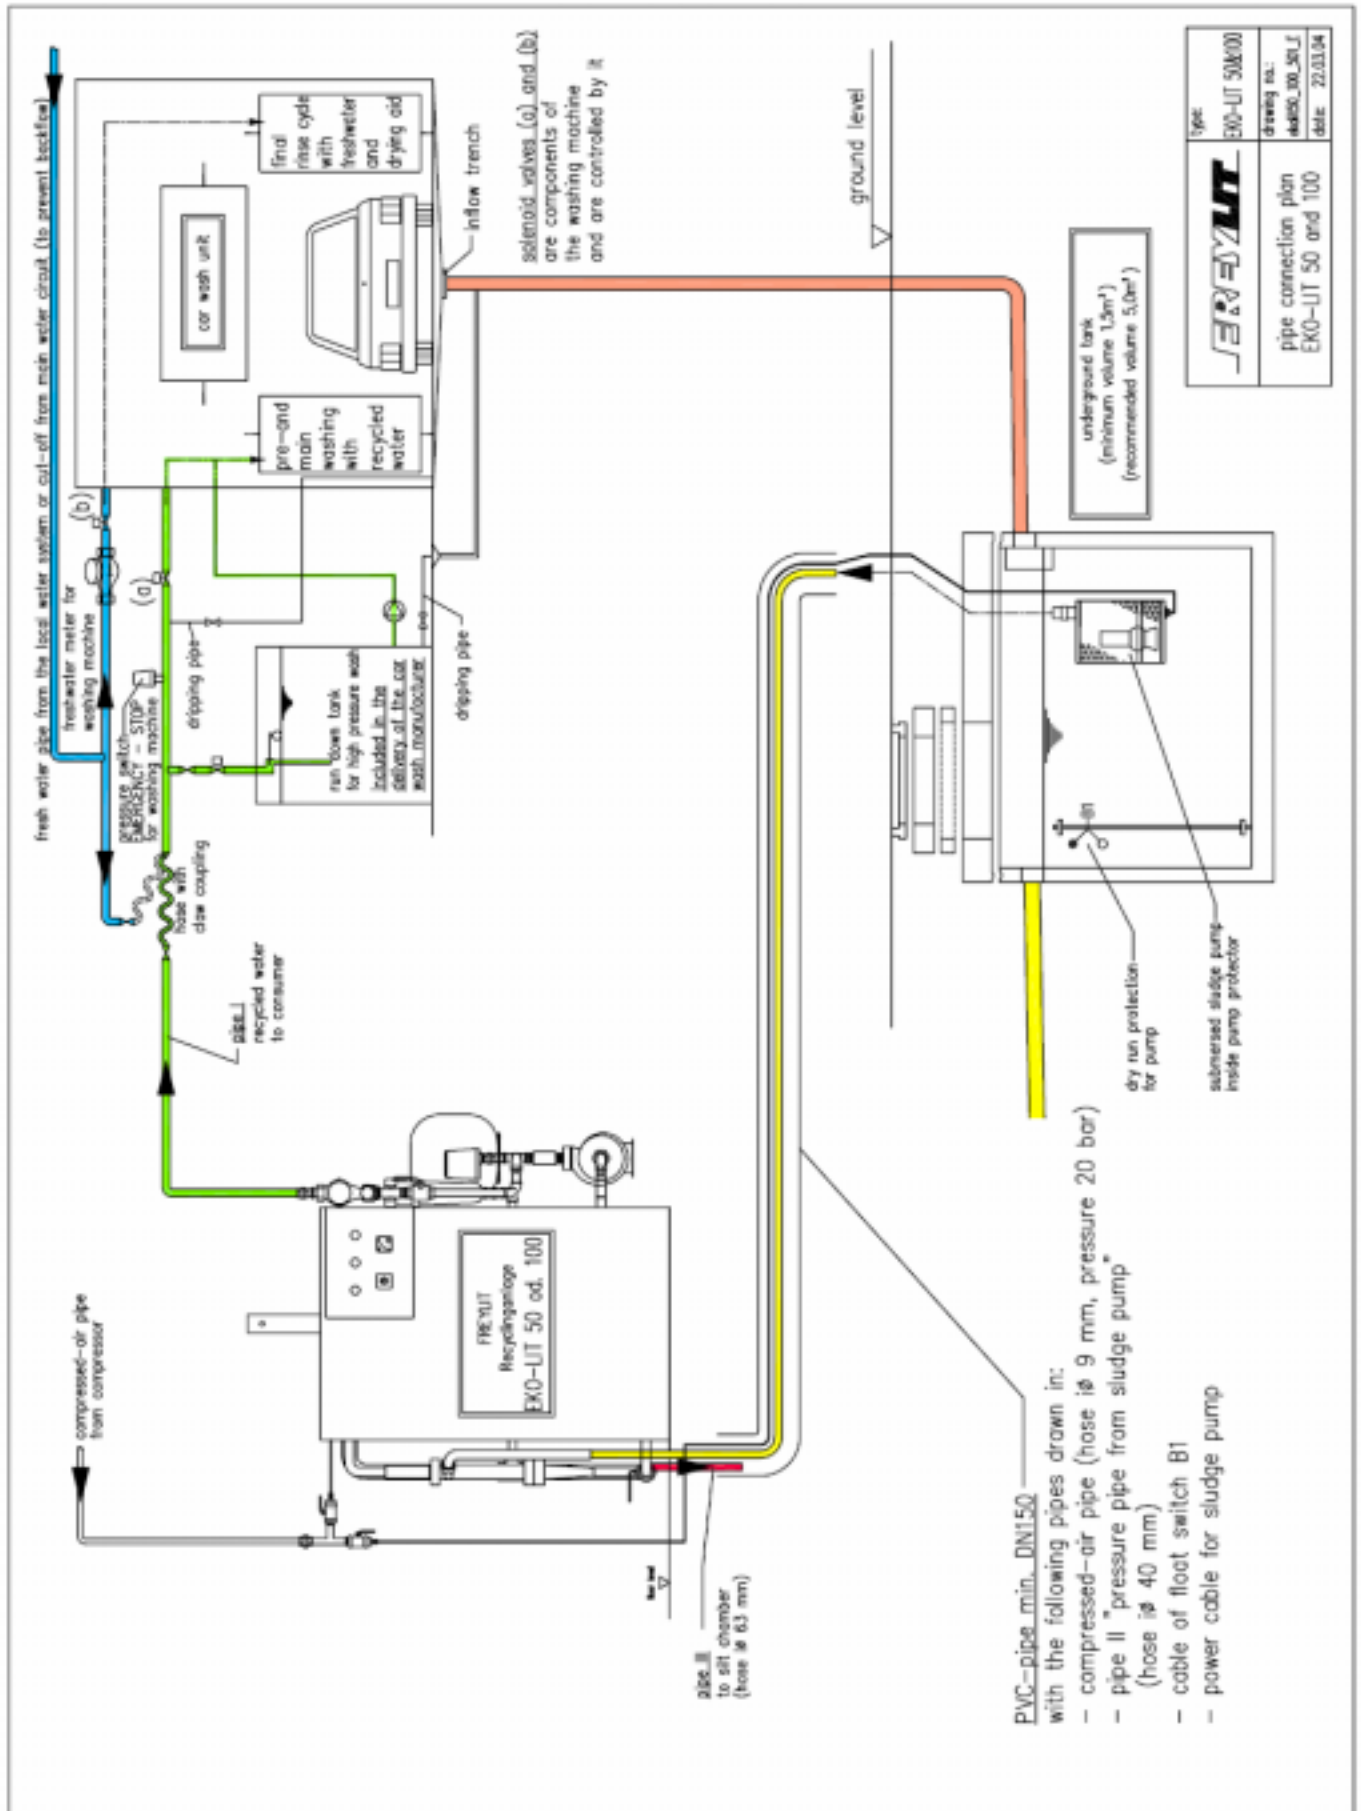 fresh water pipe from the local water system or cut-off from main water circuit (to prevent backflow)
compressed-air pipe
from compressor
freshwater meter for
washing machine
(b)
pressure switch
EMERGENCY - STOP
for washing machine
(a)
hose with
claw coupling
dripping pipe
pipe I
recycled water
to consumer
car wash unit
pre-and
main
washing
with
recycled
water
final
rinse cycle
with
freshwater
and
drying aid
run down tank
for high pressure wash
included in the
delivery of the car
wash manufacturer
dripping pipe
inflow trench
solenoid valves (a) and (b)
are components of
the washing machine
and are controlled by it
FREYLIT
Recyclinganlage
EKO-LIT 50 od. 100
pipe III
to silt chamber
(hose iø 63 mm)
ground level
PVC-pipe min. DN150
with the following pipes drawn in:
- compressed-air pipe (hose iø 9 mm, pressure 20 bar)
- pipe II "pressure pipe from sludge pump"
(hose iø 40 mm)
- cable of float switch B1
- power cable for sludge pump
B1
dry run protection
for pump
submersed sludge pump
inside pump protector
underground tank
(minimum volume 1,5m³)
(recommended volume 5,0m³)
FREYLIT
pipe connection plan
EKO-LIT 50 and 100
type:
EKO-LIT 50&100
drawing no.:
date: 22.03.04